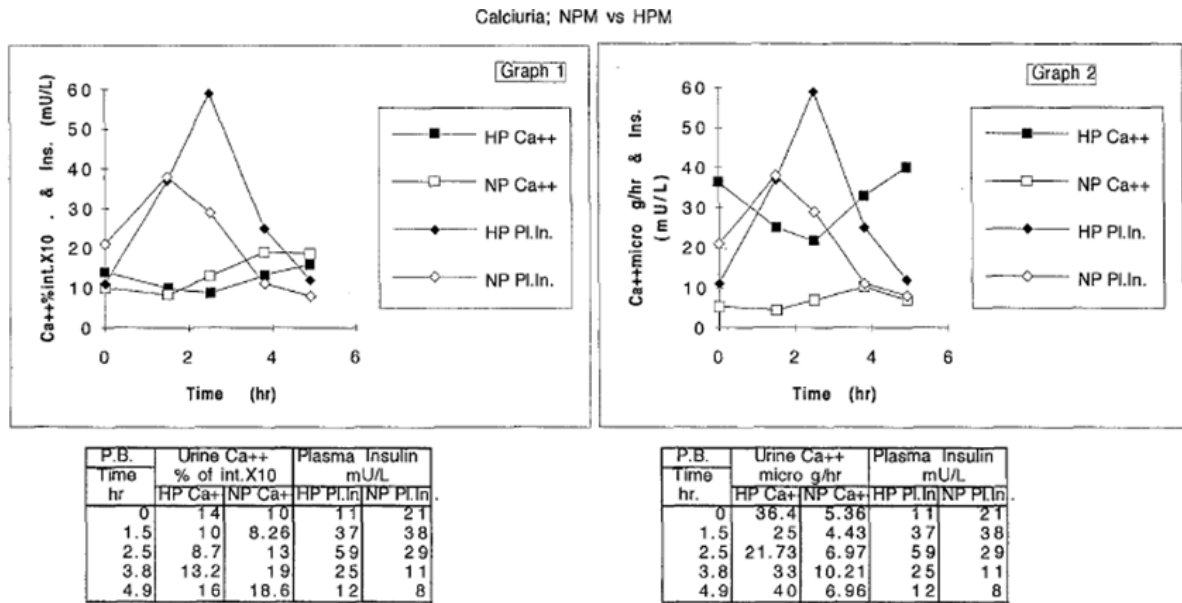 Calciuria; NPM vs HPM
Graph 1
Ca++%int.X10 . & Ins. (mU/L)
60
50
40
30
20
10
0
0 2 4 6
Time (hr)
HP Ca++
NP Ca++
HP Pl.In.
NP Pl.In.
Graph 2
Ca++micro g/hr & Ins.
(mU/L)
60
50
40
30
20
10
0
0 2 4 6
Time (hr)
HP Ca++
NP Ca++
HP Pl.In.
NP Pl.In.
P.B. Urine Ca++ Plasma Insulin
Time % of int.X10 mU/L
hr HP Ca+ NP Ca+ HP Pl.In NP Pl.In .
0 14 10 11 21
1.5 10 8.26 37 38
2.5 8.7 13 59 29
3.8 13.2 19 25 11
4.9 16 18.6 12 8
P.B. Urine Ca++ Plasma Insulin
Time micro g/hr mU/L
hr. HP Ca+ NP Ca+ HP Pl.In NP Pl.In .
0 36.4 5.36 11 21
1.5 25 4.43 37 38
2.5 21.73 6.97 59 29
3.8 33 10.21 25 11
4.9 40 6.96 12 8